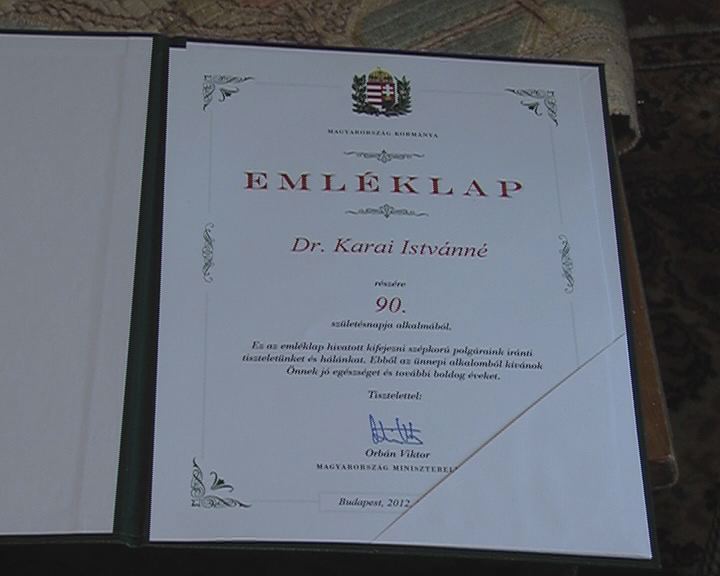 MAGYARORSZÁG KORMÁNYA
EMLÉKLAP
Dr. Karai Istvánné
részére
90.
születésnapja alkalmából.
Ez az emléklap hivatott kifejezni szépkorú polgáraink iránti
tiszteletünket és hálánkat. Ebből az ünnepi alkalomból kívánok
Önnek jó egészséget és további boldog éveket.
Tisztelettel:
Orbán Viktor
MAGYARORSZÁG MINISZTEREL
Budapest, 2012.